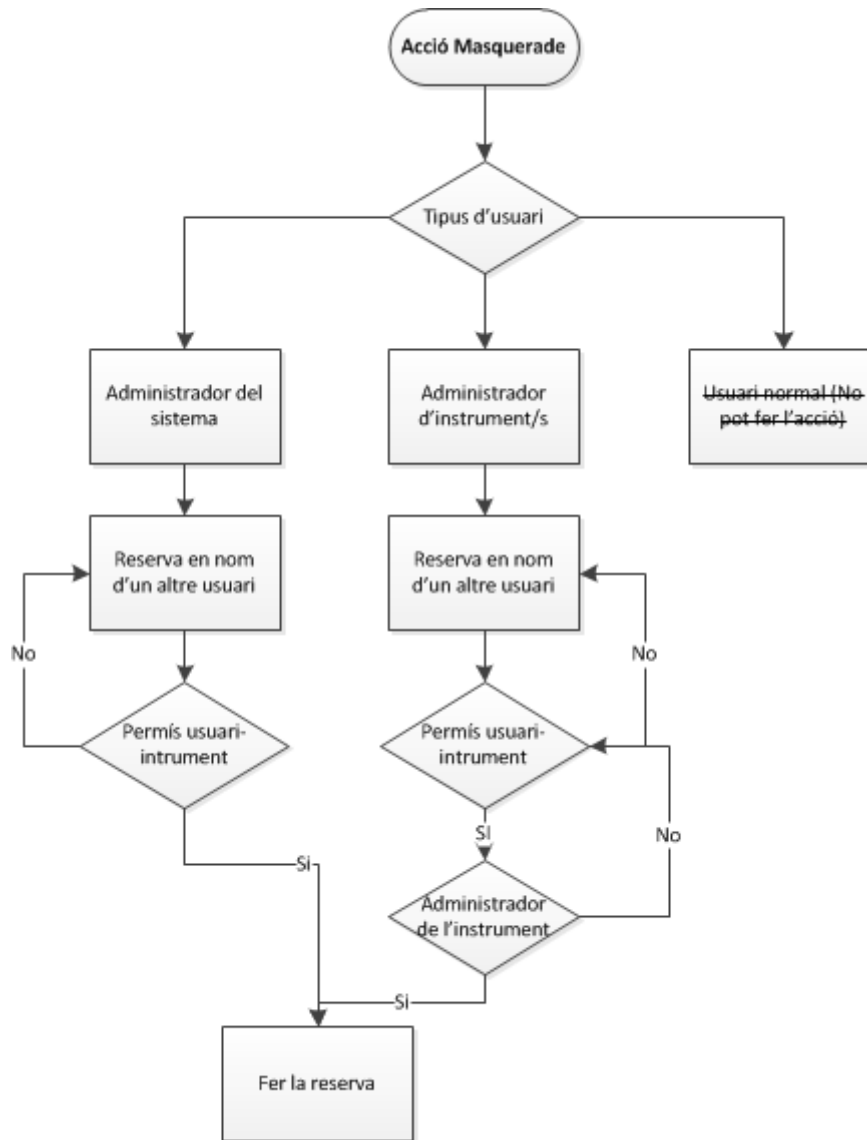 Acció Masquerade
Tipus d'usuari
Administrador del
sistema
Administrador
d'instrument/s
Usuari normal (No
pot fer l'acció)
Reserva en nom
d'un altre usuari
Reserva en nom
d'un altre usuari
No
No
Permís usuari-
intrument
Permís usuari-
intrument
SI
No
Si
Administrador
de l'instrument
Si
Fer la reserva